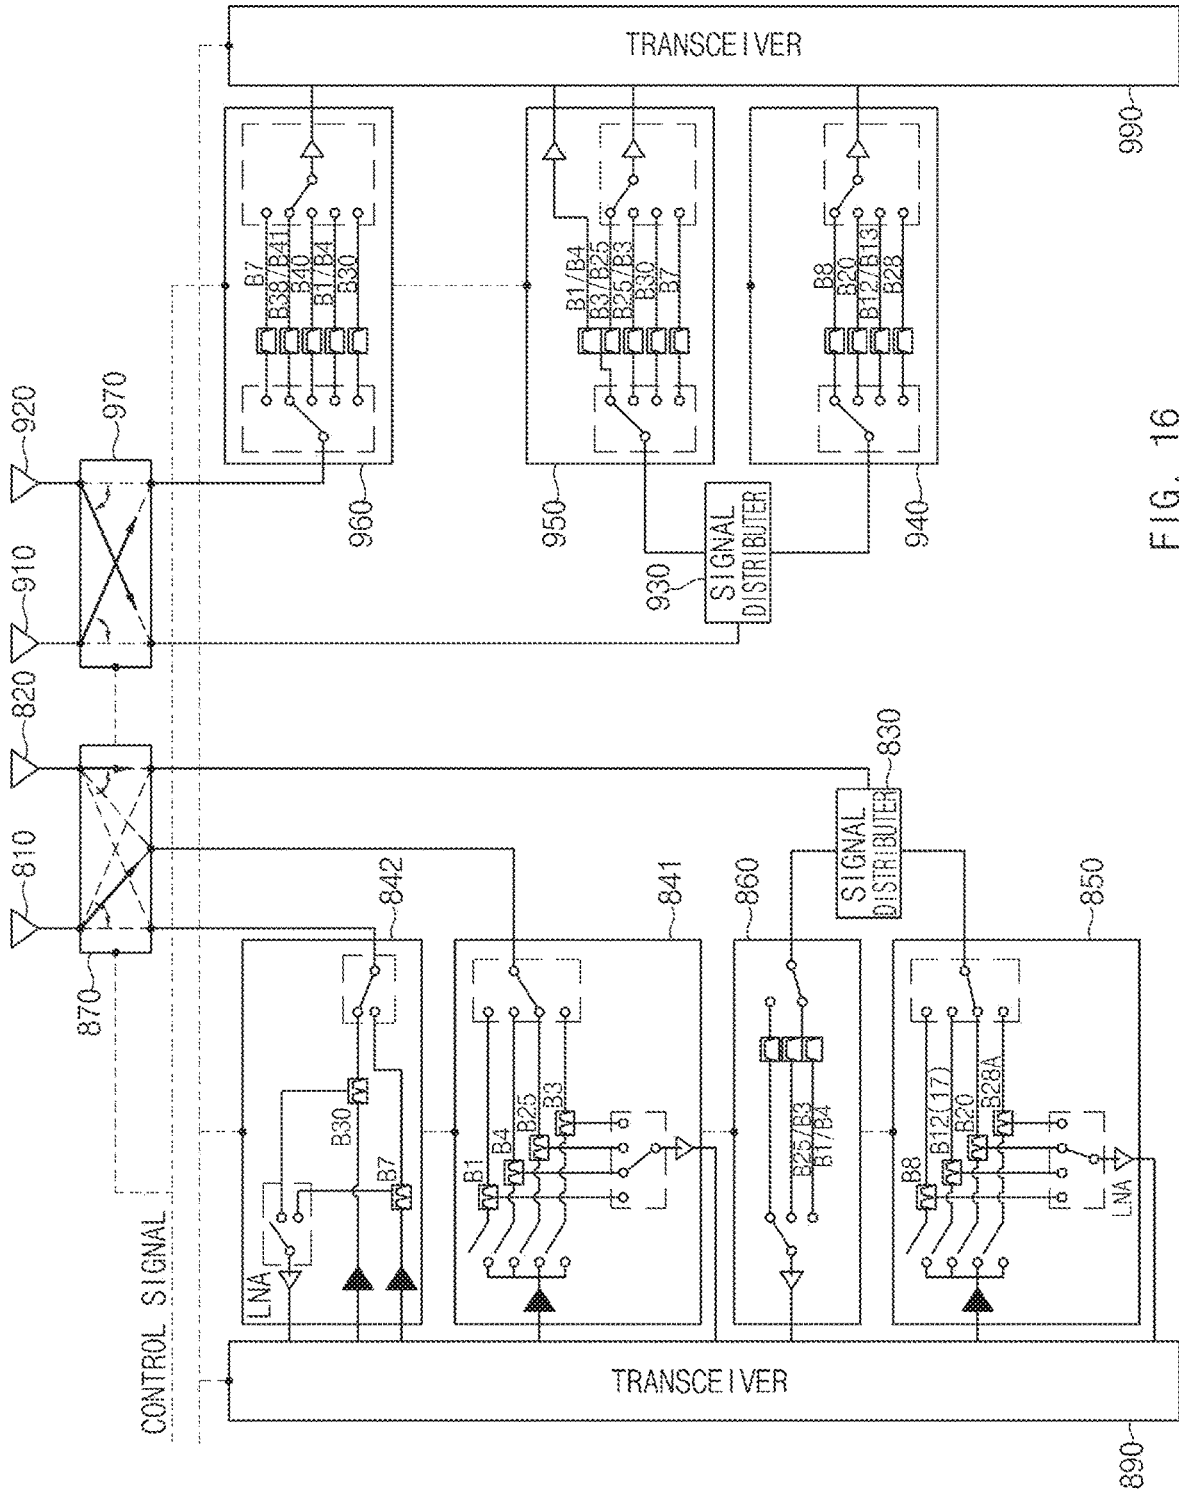 TRANSCEIVER
990
B7
B38/B41
B40
B1/B4
B30
960
B1/B4
B3/B25
B25/B3
B30
B7
950
B8
B20
B12/B13
B28
940
920
970
910
930
SIGNAL
DISTRIBUTER
820
810
870
830
SIGNAL
DISTRIBUTER
CONTROL SIGNAL
842
LNA
B30
B7
841
B1
B4
B25
B3
860
B25/B3
B1/B4
850
B8
B12(17)
B20
B28A
LNA
TRANSCEIVER
890
FIG. 16